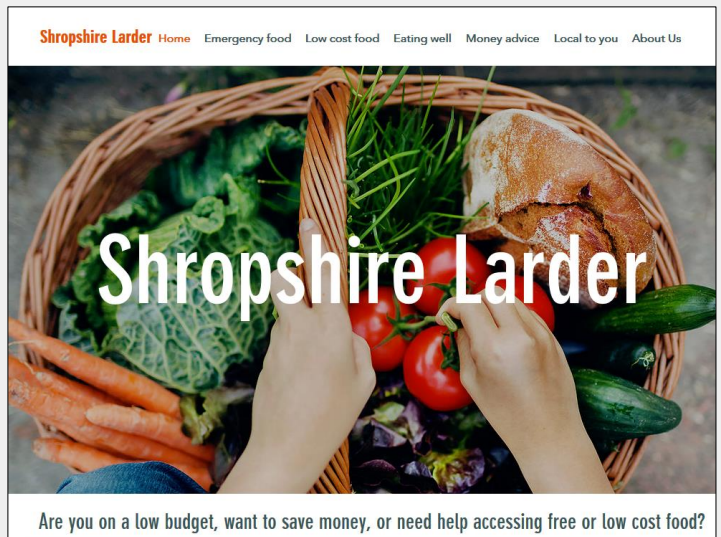 Shropshire Larder Home Emergency food Low cost food Eating well Money advice Local to you About Us
Shropshire Larder
Are you on a low budget, want to save money, or need help accessing free or low cost food?